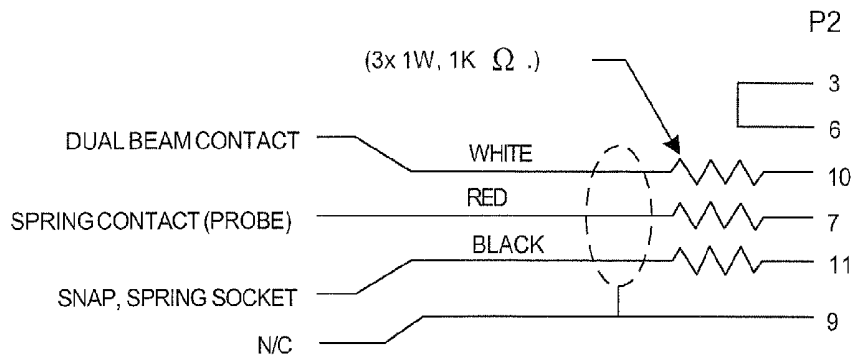 P2
(3x 1W, 1K Ω .)
3
6
DUAL BEAM CONTACT
WHITE
10
RED
SPRING CONTACT (PROBE)
7
BLACK
11
SNAP, SPRING SOCKET
9
N/C